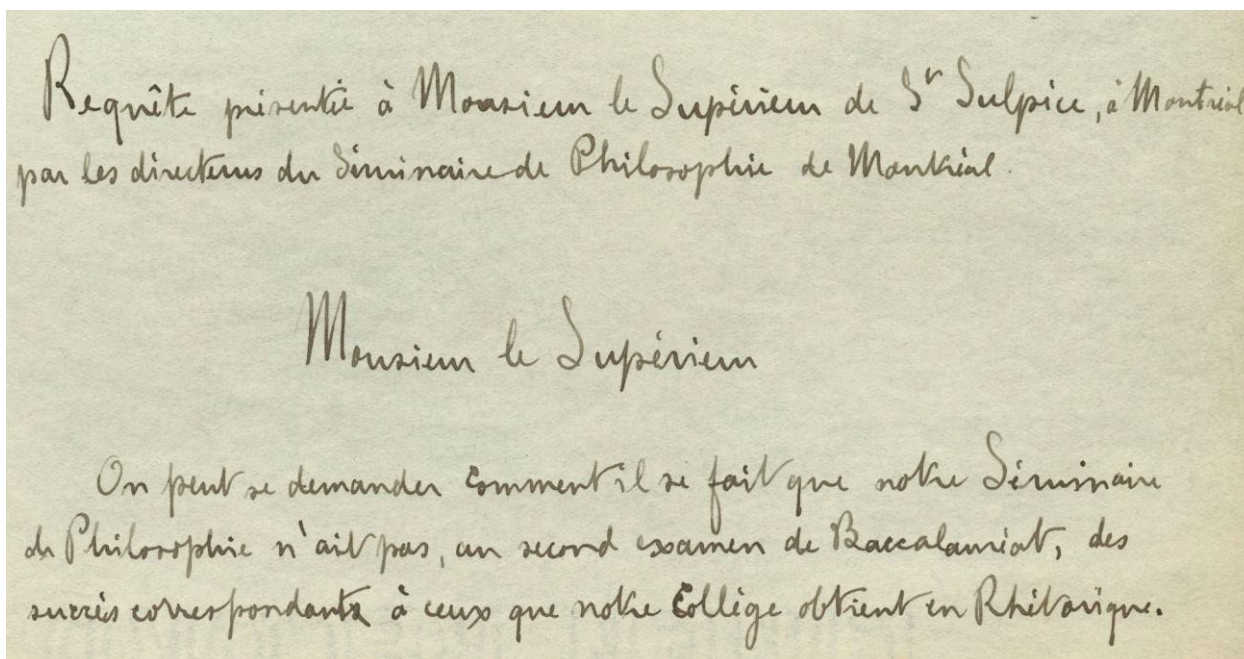 Requête présentée à Monsieur le Supérieur de St Sulpice, à Montréal
par les directeurs du Séminaire de Philosophie de Montréal.
Monsieur le Supérieur
On peut se demander comment il se fait que notre Séminaire
de Philosophie n'ait pas, au second examen de Baccalauréat, des
succès correspondants à ceux que notre Collège obtient en Rhétorique.